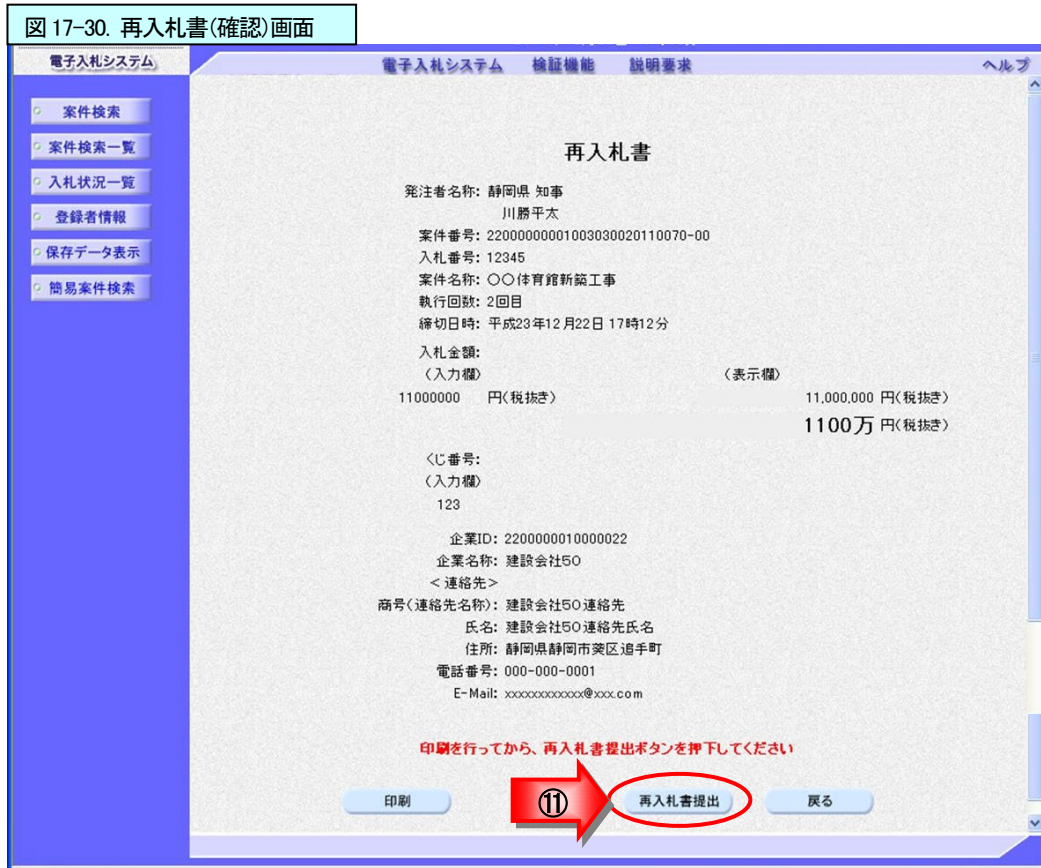 図 17-30. 再入札書(確認)画面
電子入札システム
電子入札システム 検証機能 説明要求 ヘルプ
案件検索
案件検索一覧
入札状況一覧
登録者情報
保存データ表示
簡易案件検索
再入札書
発注者名称: 静岡県 知事
川勝平太
案件番号: 22000000001003030020110070-00
入札番号: 12345
案件名称: 〇〇体育館新築工事
執行回数: 2回目
締切日時: 平成23年12月22日 17時12分
入札金額:
(入力欄) (表示欄)
11000000 円(税抜き) 11,000,000 円(税抜き)
1100万 円(税抜き)
くじ番号:
(入力欄)
123
企業ID: 2200000010000022
企業名称: 建設会社50
<連絡先>
商号(連絡先名称): 建設会社50連絡先
氏名: 建設会社50連絡先氏名
住所: 静岡県静岡市葵区追手町
電話番号: 000-000-0001
E-Mail: xxxxxxxxxxxx@xxx.com
印刷を行ってから、再入札書提出ボタンを押下してください
印刷 ⑪ 再入札書提出 戻る